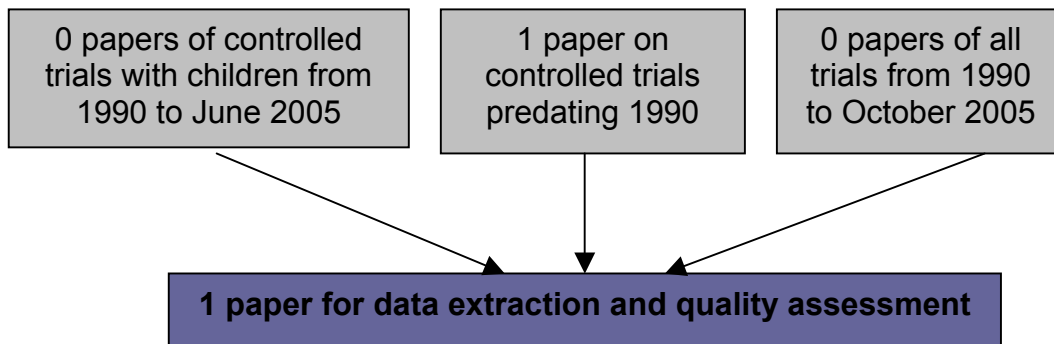 0 papers of controlled
trials with children from
1990 to June 2005
1 paper on
controlled trials
predating 1990
0 papers of all
trials from 1990
to October 2005
1 paper for data extraction and quality assessment